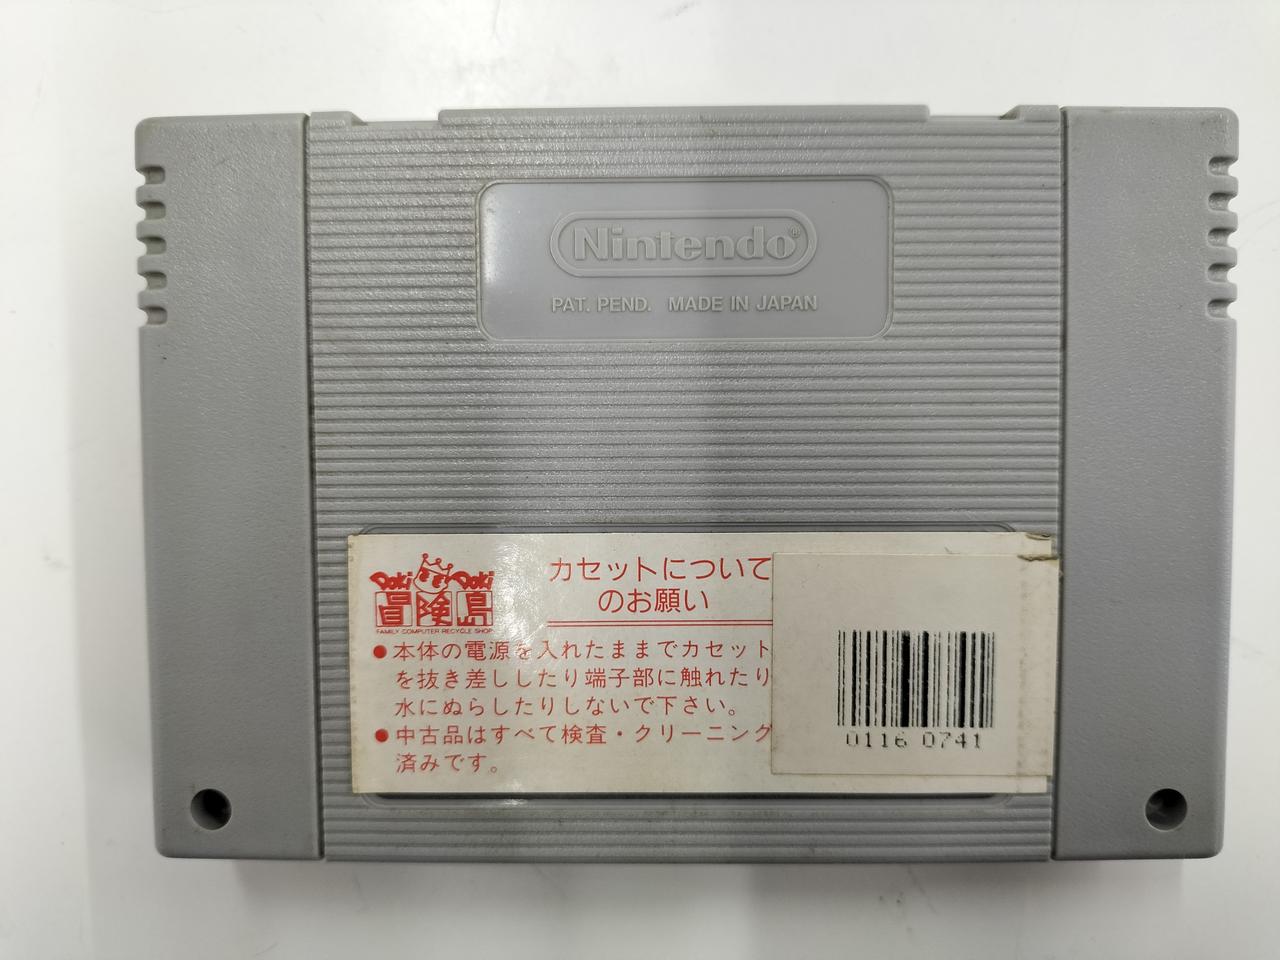 Nintendo®
PAT. PEND. MADE IN JAPAN
Doki Doki
冒険島
FAMILY COMPUTER RECYCLE SHOP
カセットについて
のお願い
●本体の電源を入れたままでカセット
を抜き差ししたり端子部に触れたり
水にぬらしたりしないで下さい。
●中古品はすべて検査・クリーニング
済みです。
0116 0741